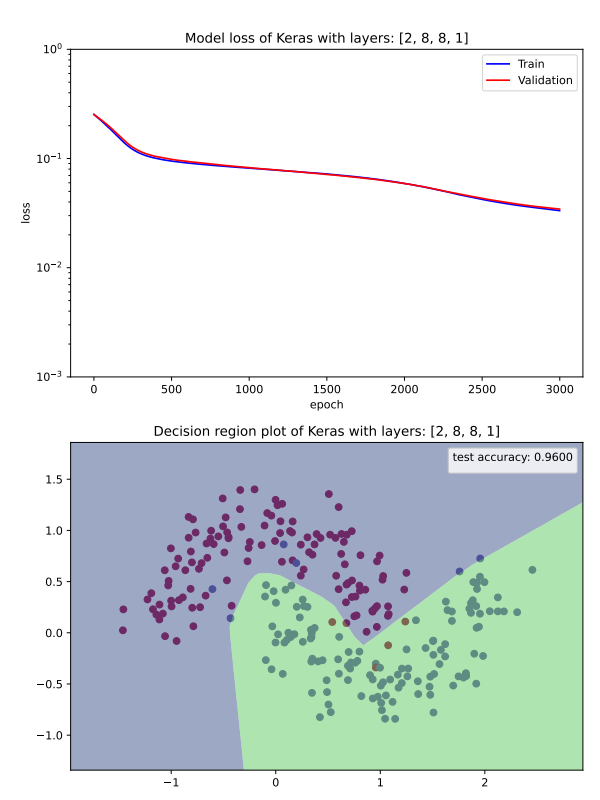 Model loss of Keras with layers: [2, 8, 8, 1]
10⁰
Train
Validation
10⁻¹
loss
10⁻²
10⁻³
0 500 1000 1500 2000 2500 3000
epoch
Decision region plot of Keras with layers: [2, 8, 8, 1]
test accuracy: 0.9600
1.5
1.0
0.5
0.0
−0.5
−1.0
−1 0 1 2